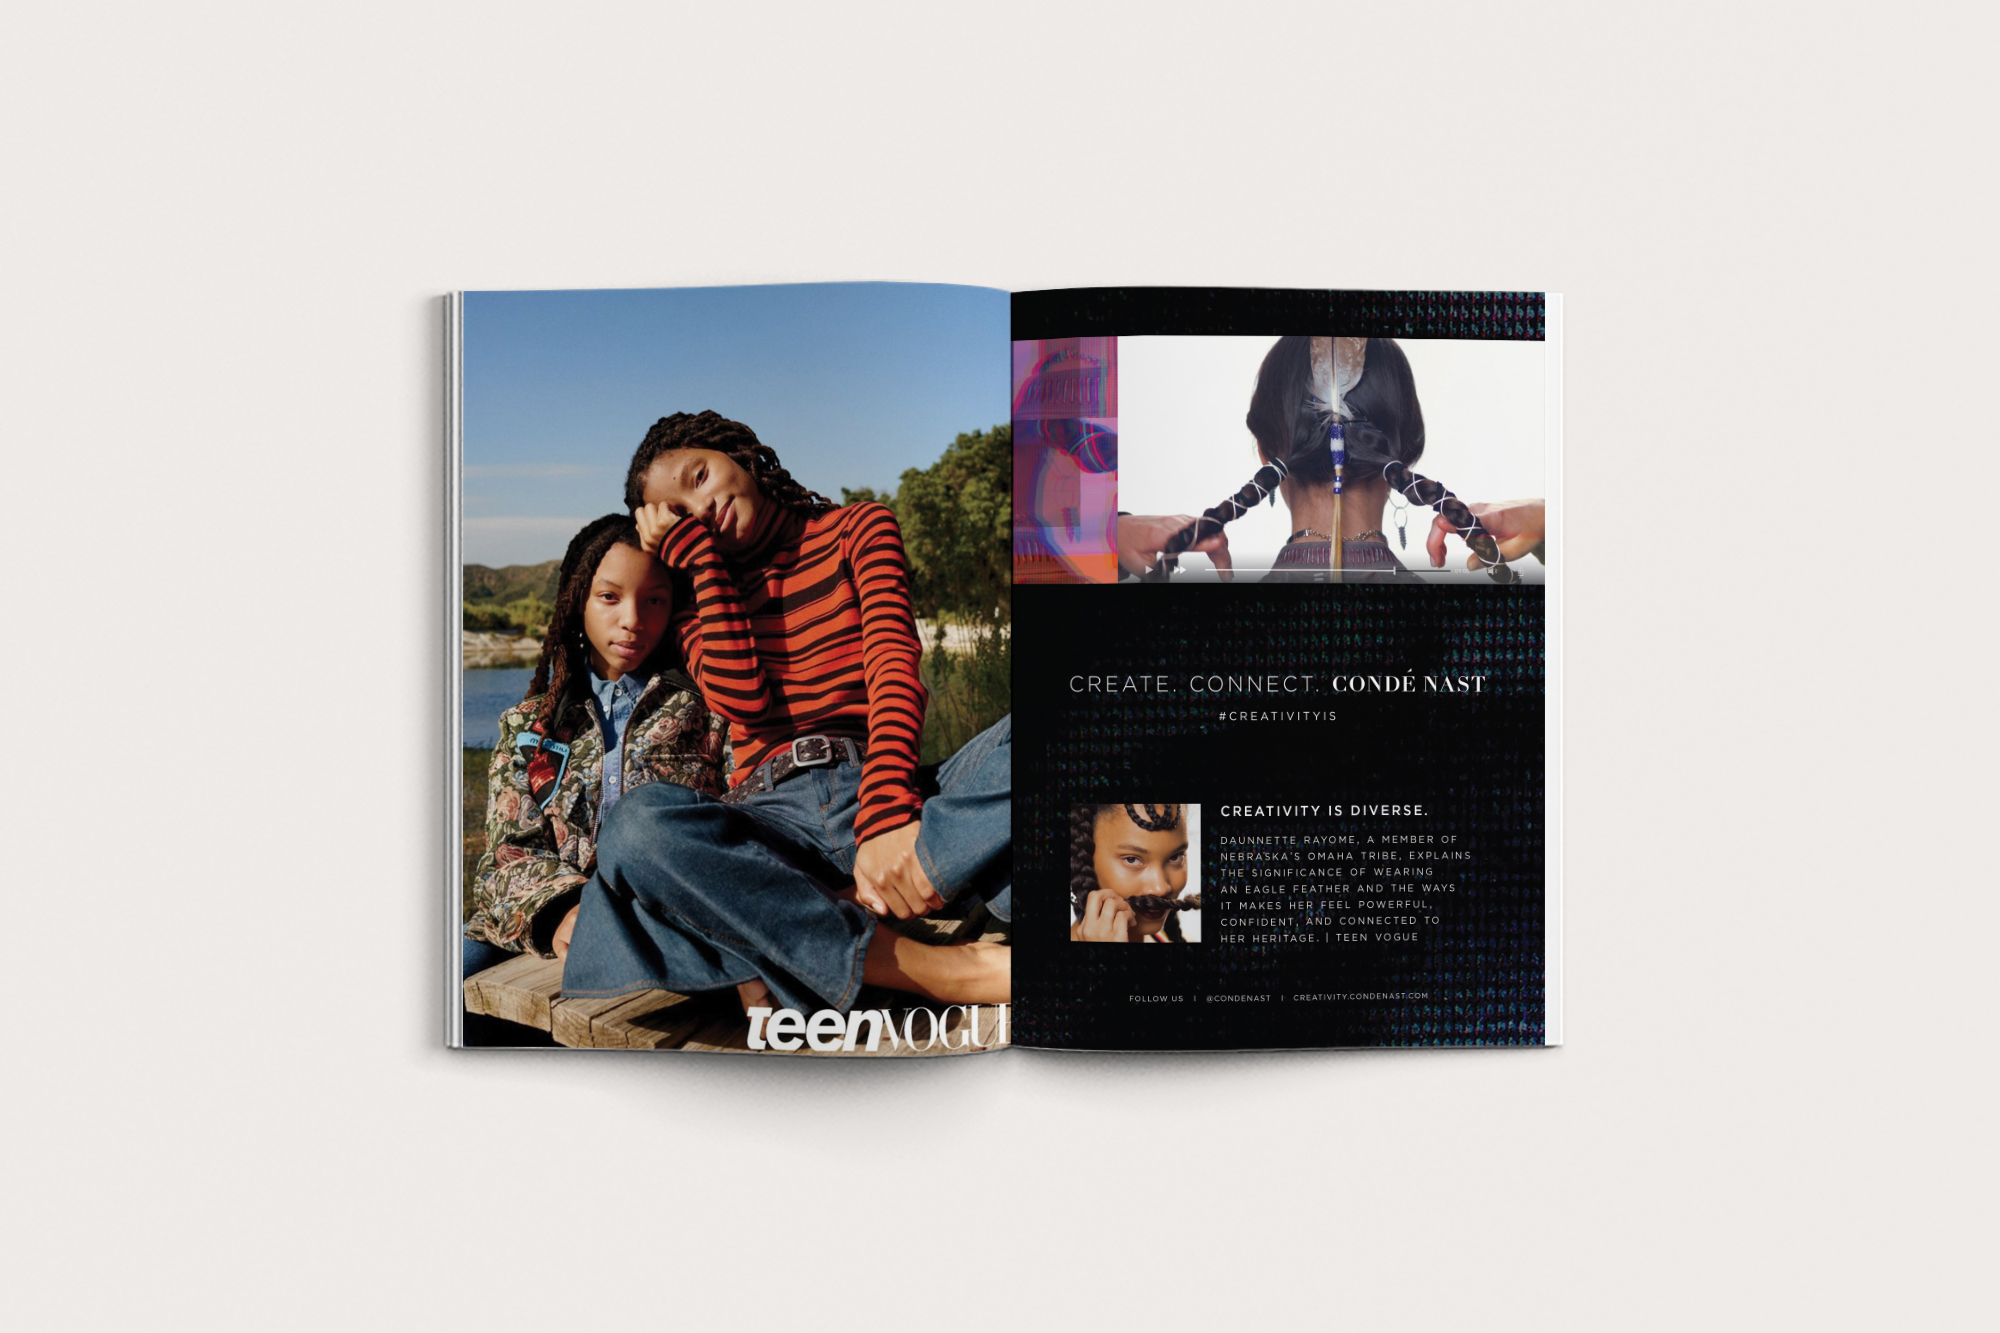 teenVOGUE
CREATE. CONNECT. CONDÉ NAST
#CREATIVITYIS
CREATIVITY IS DIVERSE.
DAUNNETTE RAYOME, A MEMBER OF
NEBRASKA'S OMAHA TRIBE, EXPLAINS
THE SIGNIFICANCE OF WEARING
AN EAGLE FEATHER AND THE WAYS
IT MAKES HER FEEL POWERFUL,
CONFIDENT, AND CONNECTED TO
HER HERITAGE. | TEEN VOGUE
FOLLOW US | @CONDENAST | CREATIVITY.CONDENAST.COM